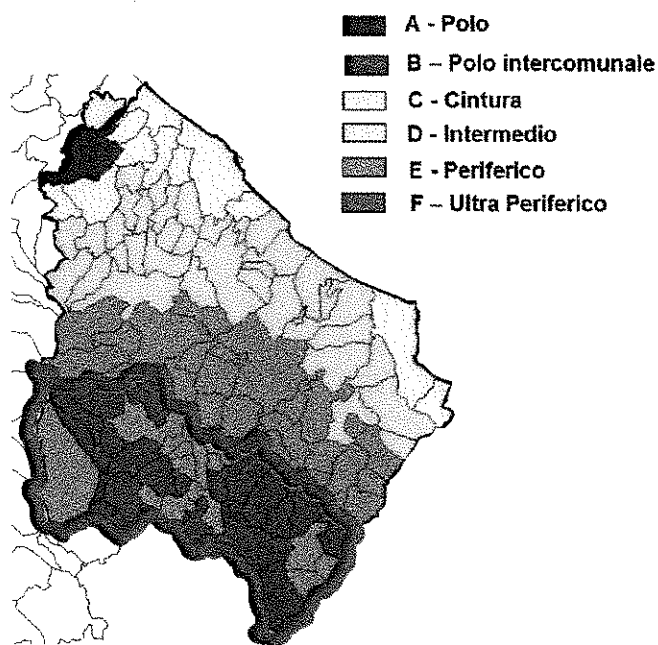 A - Polo
B – Polo intercomunale
C - Cintura
D - Intermedio
E - Periferico
F – Ultra Periferico